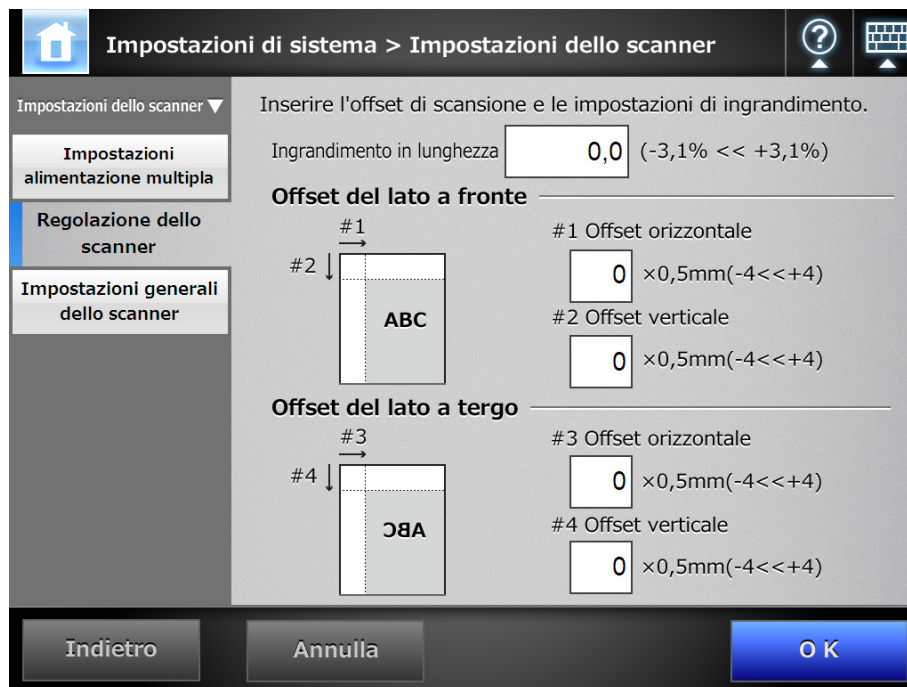 Impostazioni di sistema > Impostazioni dello scanner
?
Impostazioni dello scanner ▼
Impostazioni
alimentazione multipla
Regolazione dello
scanner
Impostazioni generali
dello scanner
Inserire l'offset di scansione e le impostazioni di ingrandimento.
Ingrandimento in lunghezza 0,0 (-3,1% << +3,1%)
Offset del lato a fronte
#1
#2
ABC
#1 Offset orizzontale
0 ×0,5mm(-4<<+4)
#2 Offset verticale
0 ×0,5mm(-4<<+4)
Offset del lato a tergo
#3
#4
ABC
#3 Offset orizzontale
0 ×0,5mm(-4<<+4)
#4 Offset verticale
0 ×0,5mm(-4<<+4)
Indietro
Annulla
O K